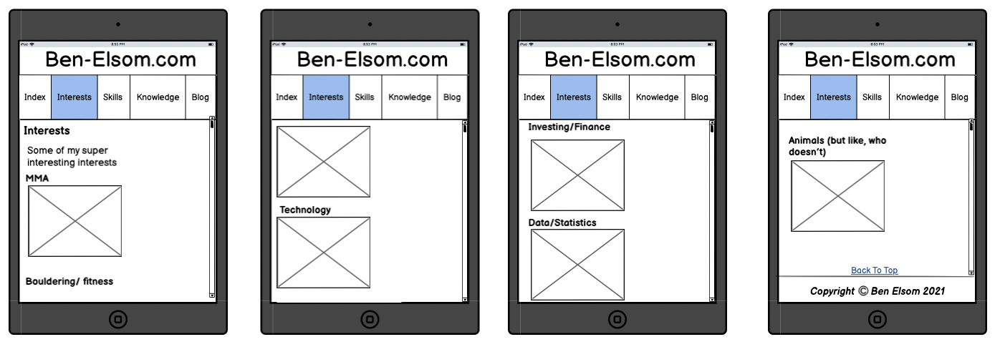 iPod 8:53 PM
Ben-Elsom.com
Index Interests Skills Knowledge Blog
Interests
Some of my super
interesting interests
MMA
Bouldering/ fitness
iPod 8:53 PM
Ben-Elsom.com
Index Interests Skills Knowledge Blog
Technology
iPod 8:53 PM
Ben-Elsom.com
Index Interests Skills Knowledge Blog
Investing/Finance
Data/Statistics
iPod 8:53 PM
Ben-Elsom.com
Index Interests Skills Knowledge Blog
Animals (but like, who
doesn't)
Back To Top
Copyright © Ben Elsom 2021